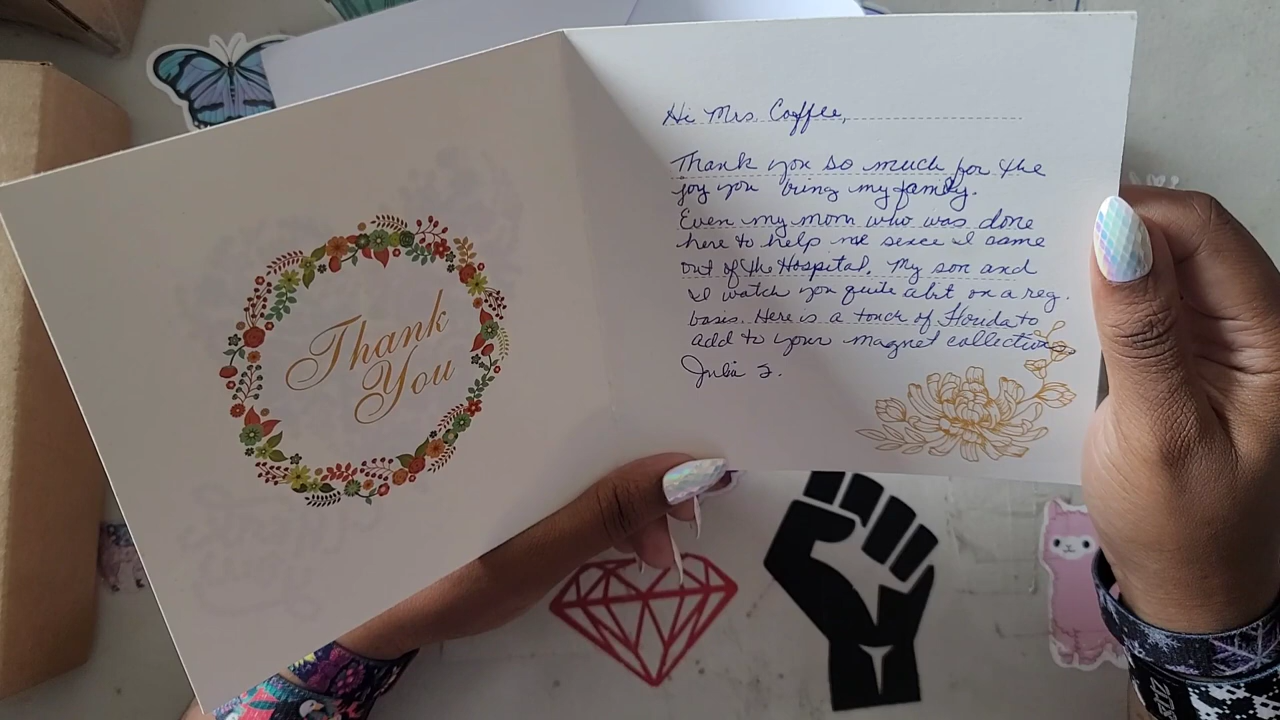 Thank
You
Hi Mrs. Coffee,
Thank you so much for the
joy you bring my family.
Even my mom who was done
here to help me sence I came
out of the Hospital. My son and
I watch you quite abit on a reg.
basis. Here is a touch of Florida to
add to your magnet collection.
Julia